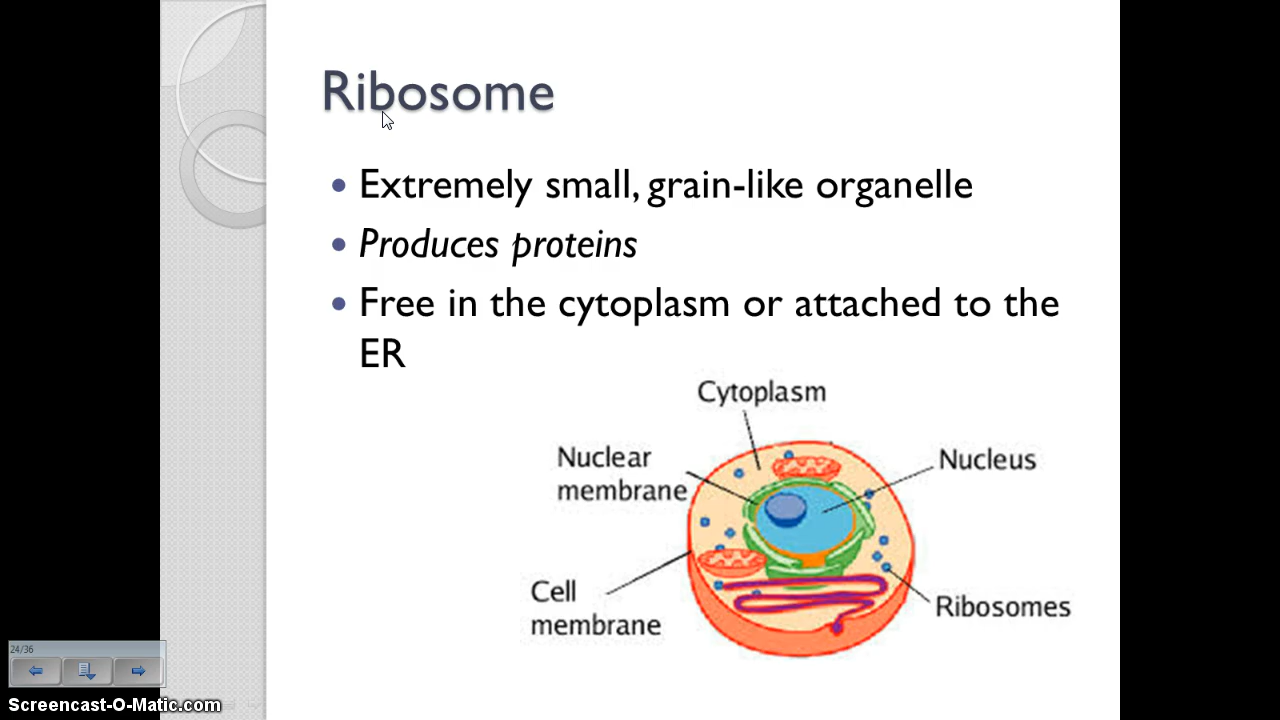 Ribosome
• Extremely small, grain-like organelle
• Produces proteins
• Free in the cytoplasm or attached to the
ER
Cytoplasm
Nuclear
membrane
Nucleus
Cell
membrane
Ribosomes
24/36
Screencast-O-Matic.com